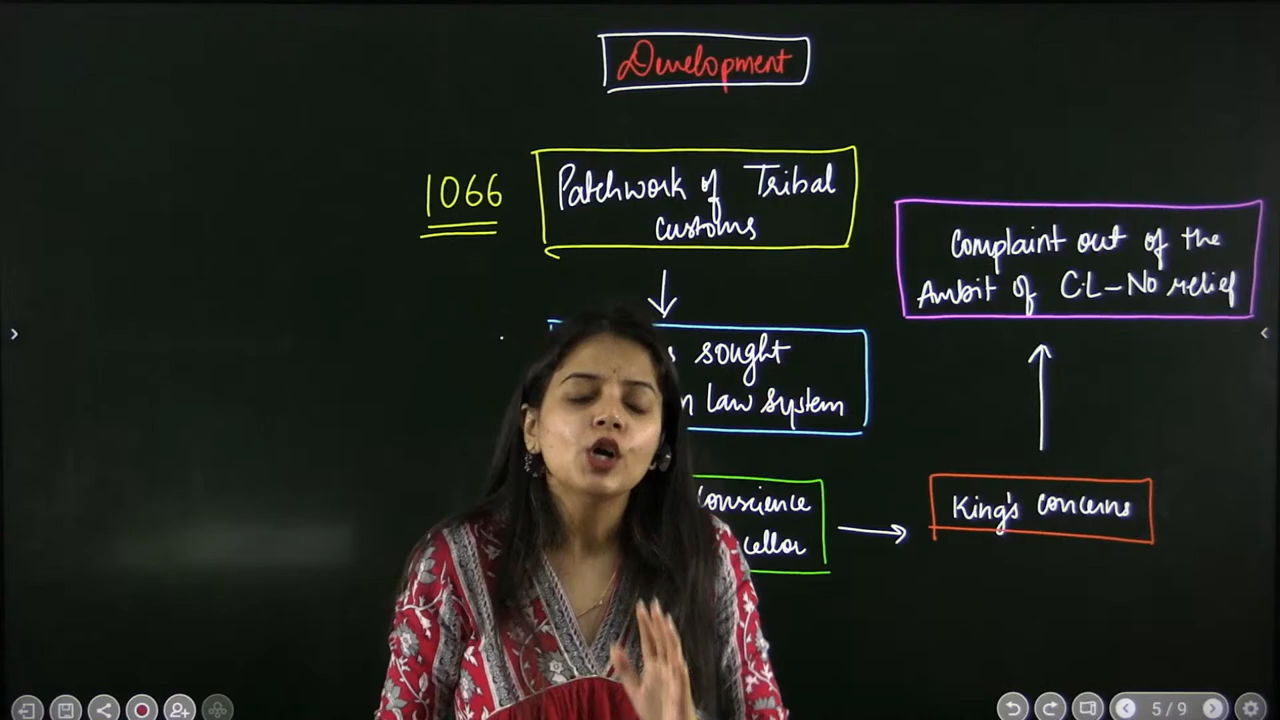 Development
1066
Patchwork of Tribal
customs
sought
law system
conscience
King's concerns
Complaint out of the
Ambit of C.L-No relief
5/9